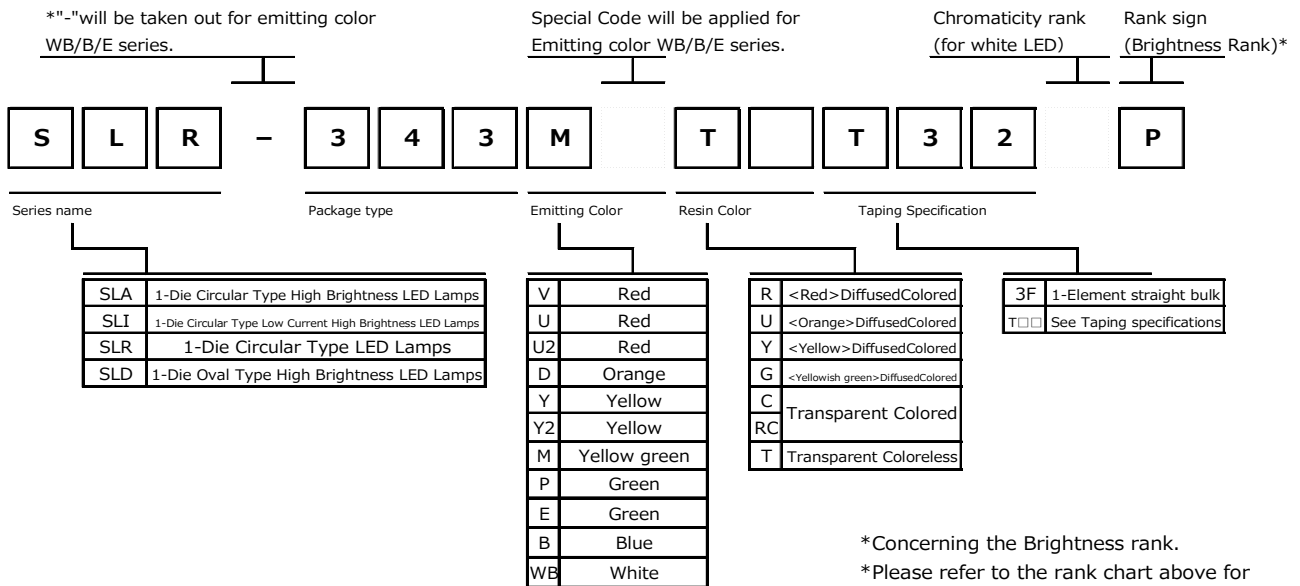 *"-"will be taken out for emitting color
WB/B/E series.
Special Code will be applied for
Emitting color WB/B/E series.
Chromaticity rank
(for white LED)
Rank sign
(Brightness Rank)*
S L R – 3 4 3 M T T 3 2 P
Series name
Package type
Emitting Color
Resin Color
Taping Specification
SLA 1-Die Circular Type High Brightness LED Lamps
SLI 1-Die Circular Type Low Current High Brightness LED Lamps
SLR 1-Die Circular Type LED Lamps
SLD 1-Die Oval Type High Brightness LED Lamps
V Red
U Red
U2 Red
D Orange
Y Yellow
Y2 Yellow
M Yellow green
P Green
E Green
B Blue
WB White
R <Red>DiffusedColored
U <Orange>DiffusedColored
Y <Yellow>DiffusedColored
G <Yellowish green>DiffusedColored
C
Transparent Colored
RC
T Transparent Coloreless
3F 1-Element straight bulk
T□□ See Taping specifications
*Concerning the Brightness rank.
*Please refer to the rank chart above for